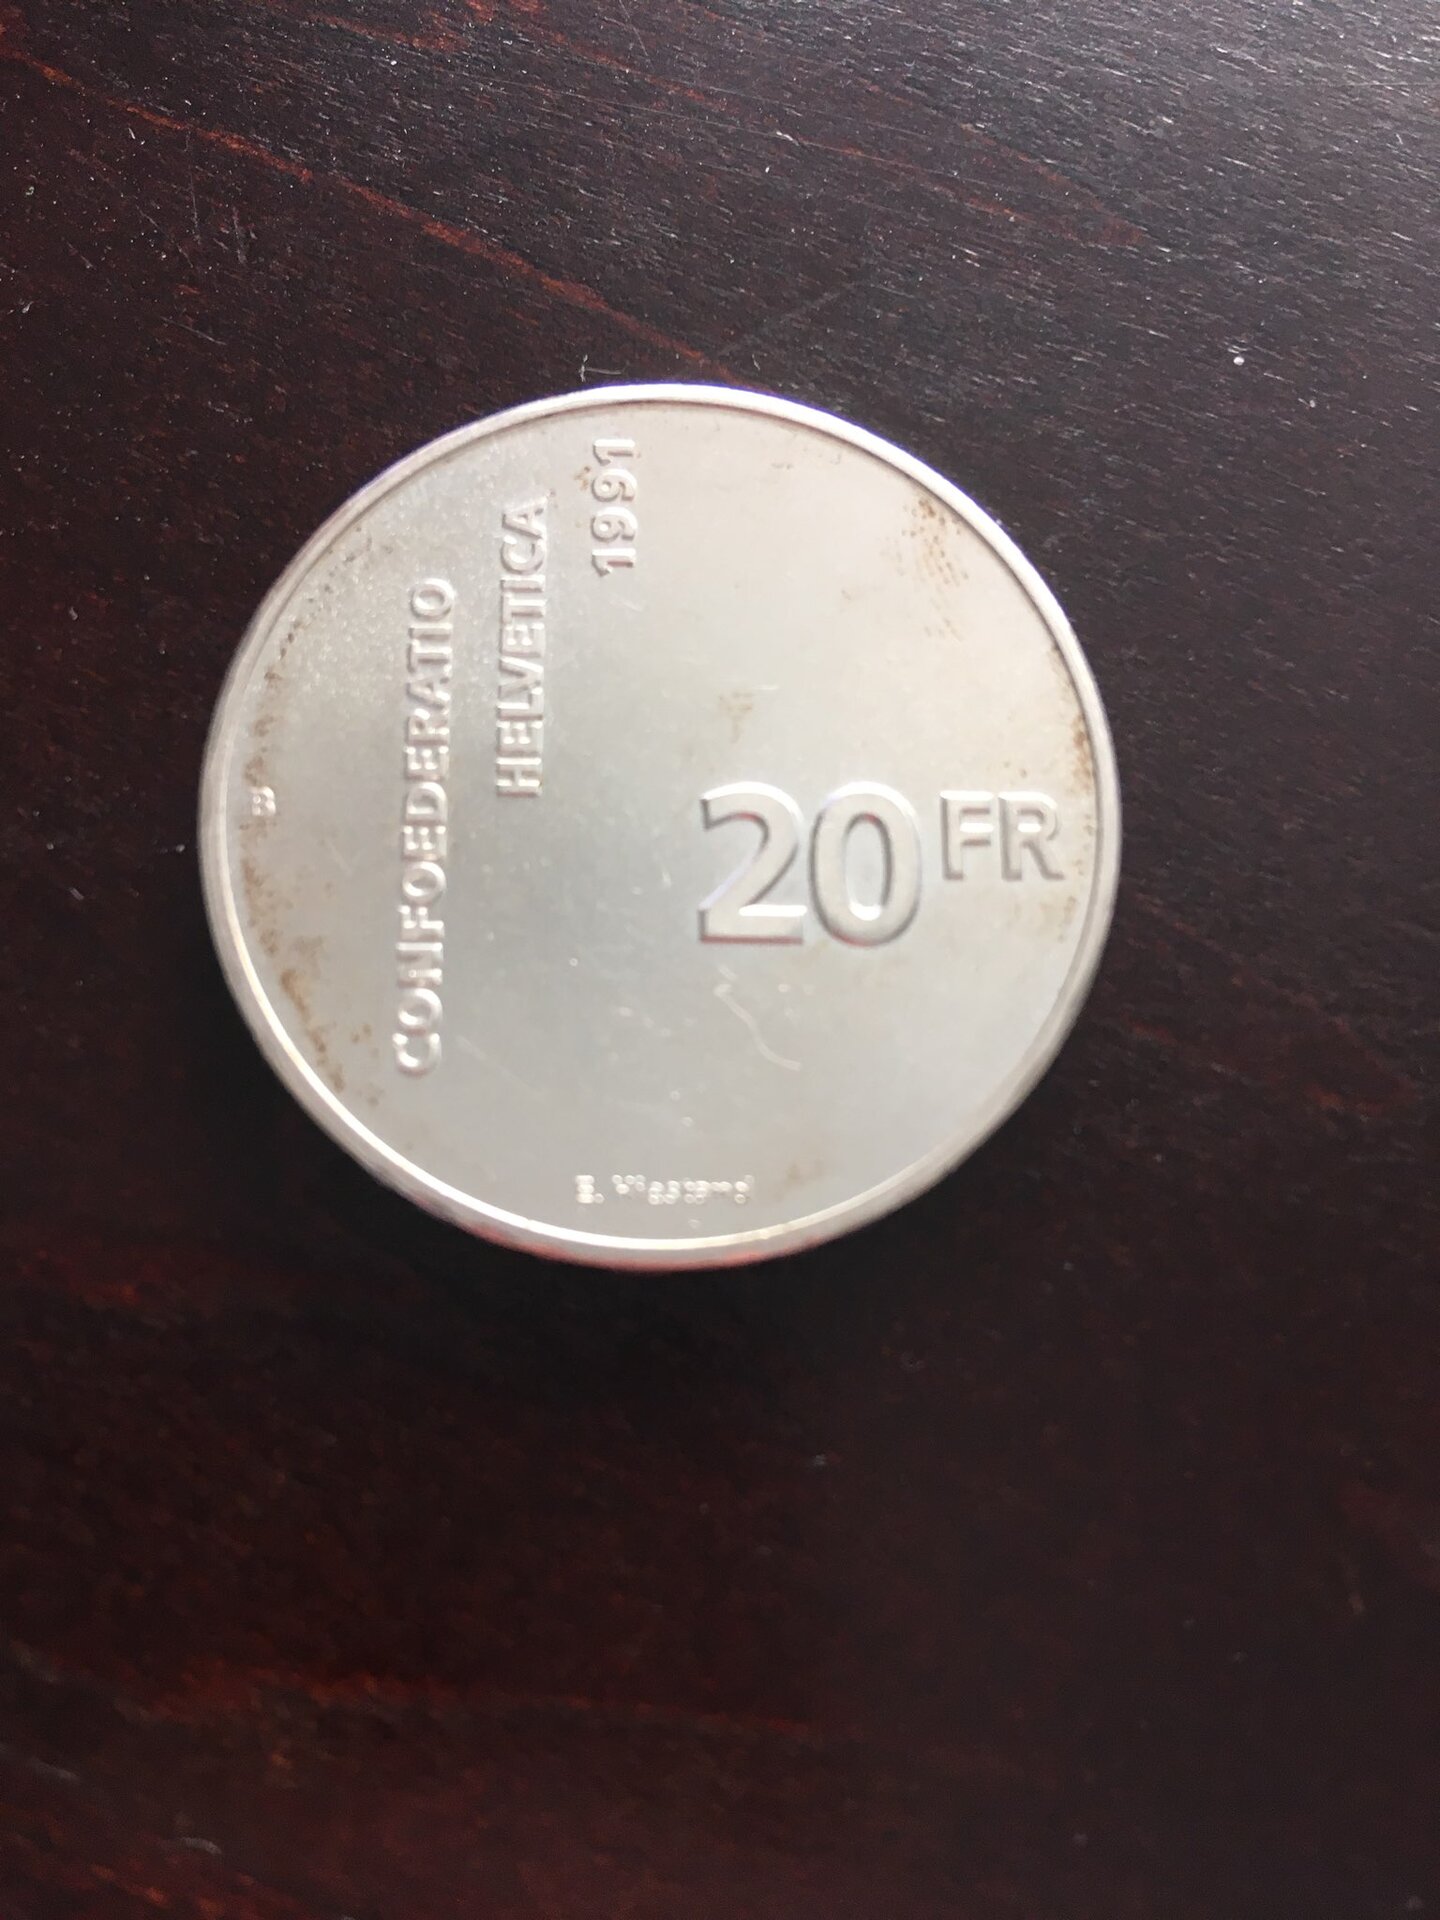 CONFOEDERATIO
HELVETICA
1991
20 FR
B